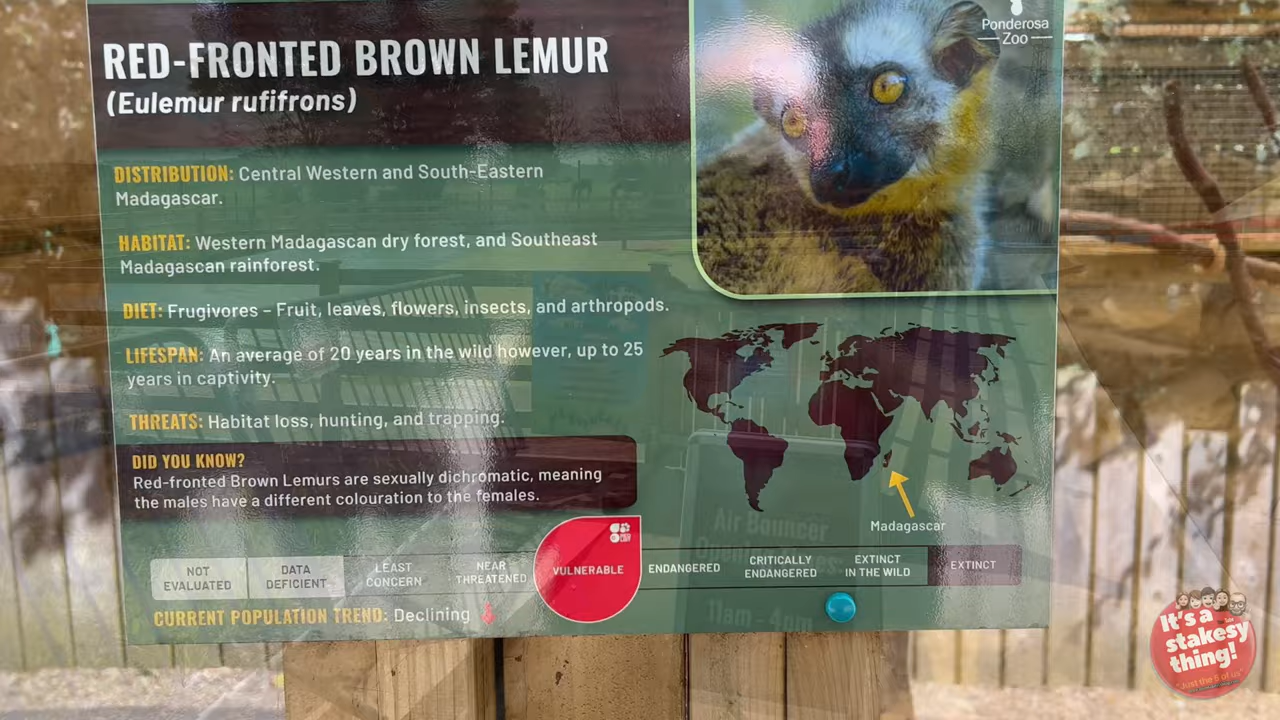 Ponderosa
Zoo
RED-FRONTED BROWN LEMUR
(Eulemur rufifrons)
DISTRIBUTION: Central Western and South-Eastern
Madagascar.
HABITAT: Western Madagascan dry forest, and Southeast
Madagascan rainforest.
DIET: Frugivores – Fruit, leaves, flowers, insects, and arthropods.
LIFESPAN: An average of 20 years in the wild however, up to 25
years in captivity.
THREATS: Habitat loss, hunting, and trapping.
DID YOU KNOW?
Red-fronted Brown Lemurs are sexually dichromatic, meaning
the males have a different colouration to the females.
Madagascar
Air Bouncer
11am - 4pm
NOT
EVALUATED
DATA
DEFICIENT
LEAST
CONCERN
NEAR
THREATENED
VULNERABLE
ENDANGERED
CRITICALLY
ENDANGERED
EXTINCT
IN THE WILD
EXTINCT
CURRENT POPULATION TREND: Declining
It's a
stakesy
thing!
"Just the 6 of us"